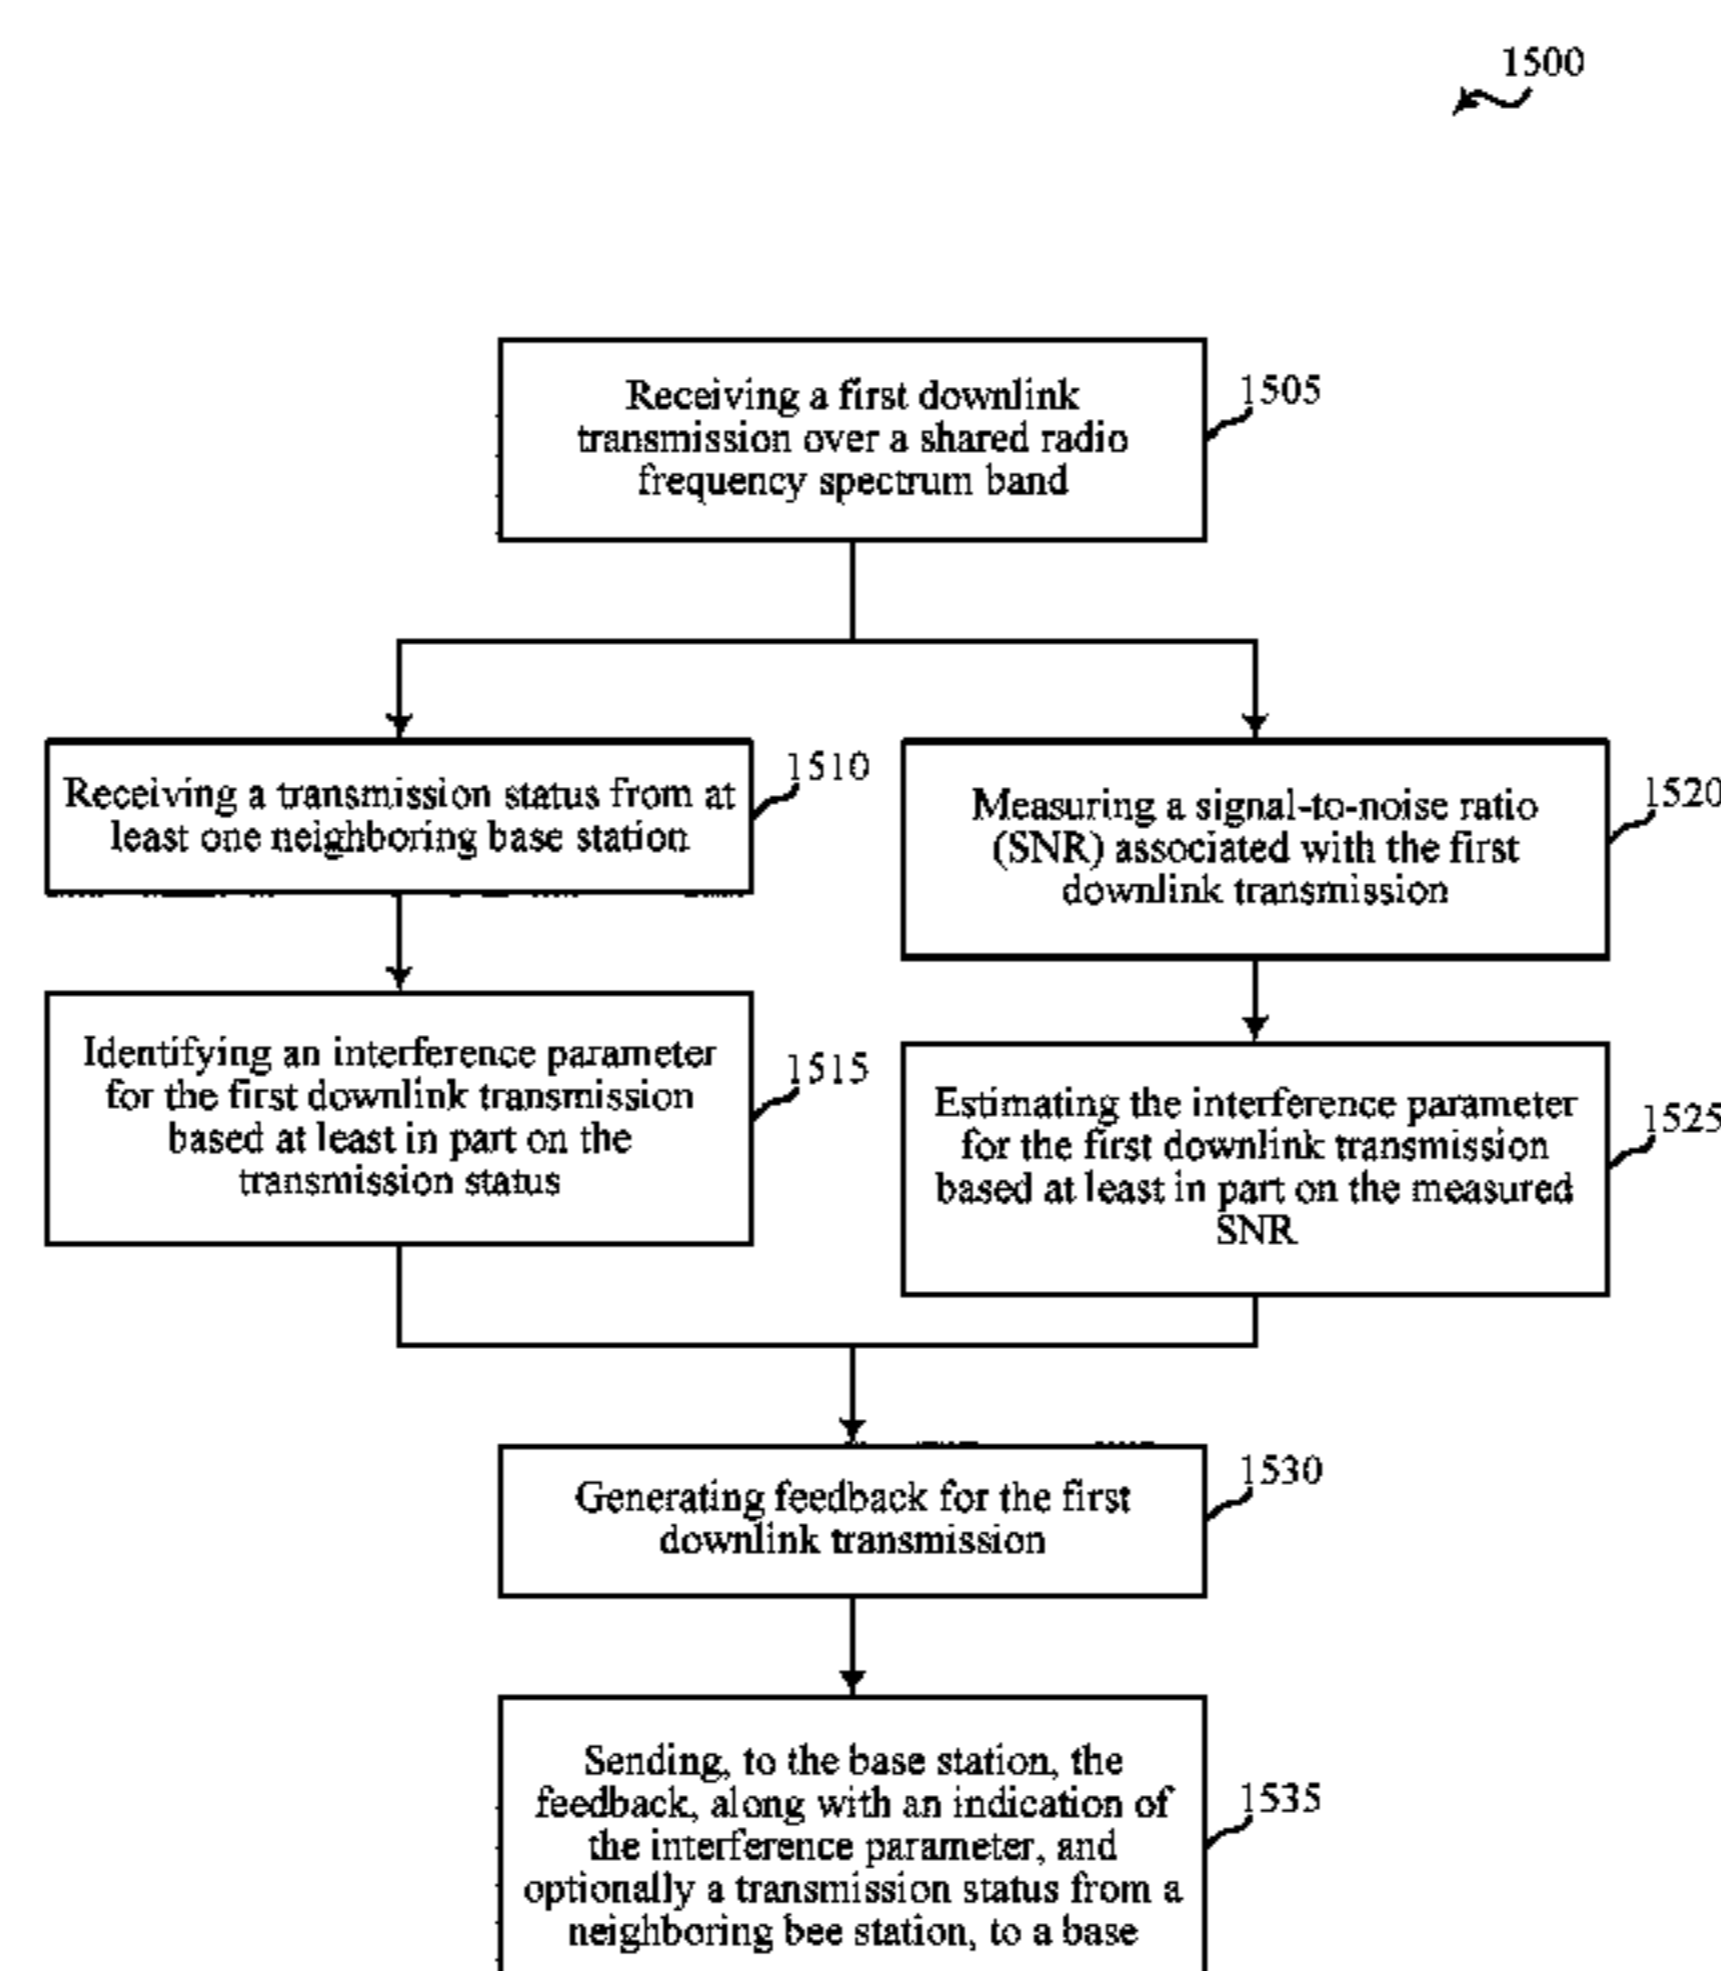 1500
Receiving a first downlink
transmission over a shared radio
frequency spectrum band
1505
Receiving a transmission status from at
least one neighboring base station
1510
Identifying an interference parameter
for the first downlink transmission
based at least in part on the
transmission status
1515
Measuring a signal-to-noise ratio
(SNR) associated with the first
downlink transmission
1520
Estimating the interference parameter
for the first downlink transmission
based at least in part on the measured
SNR
1525
Generating feedback for the first
downlink transmission
1530
Sending, to the base station, the
feedback, along with an indication of
the interference parameter, and
optionally a transmission status from a
neighboring bee station, to a base
1535